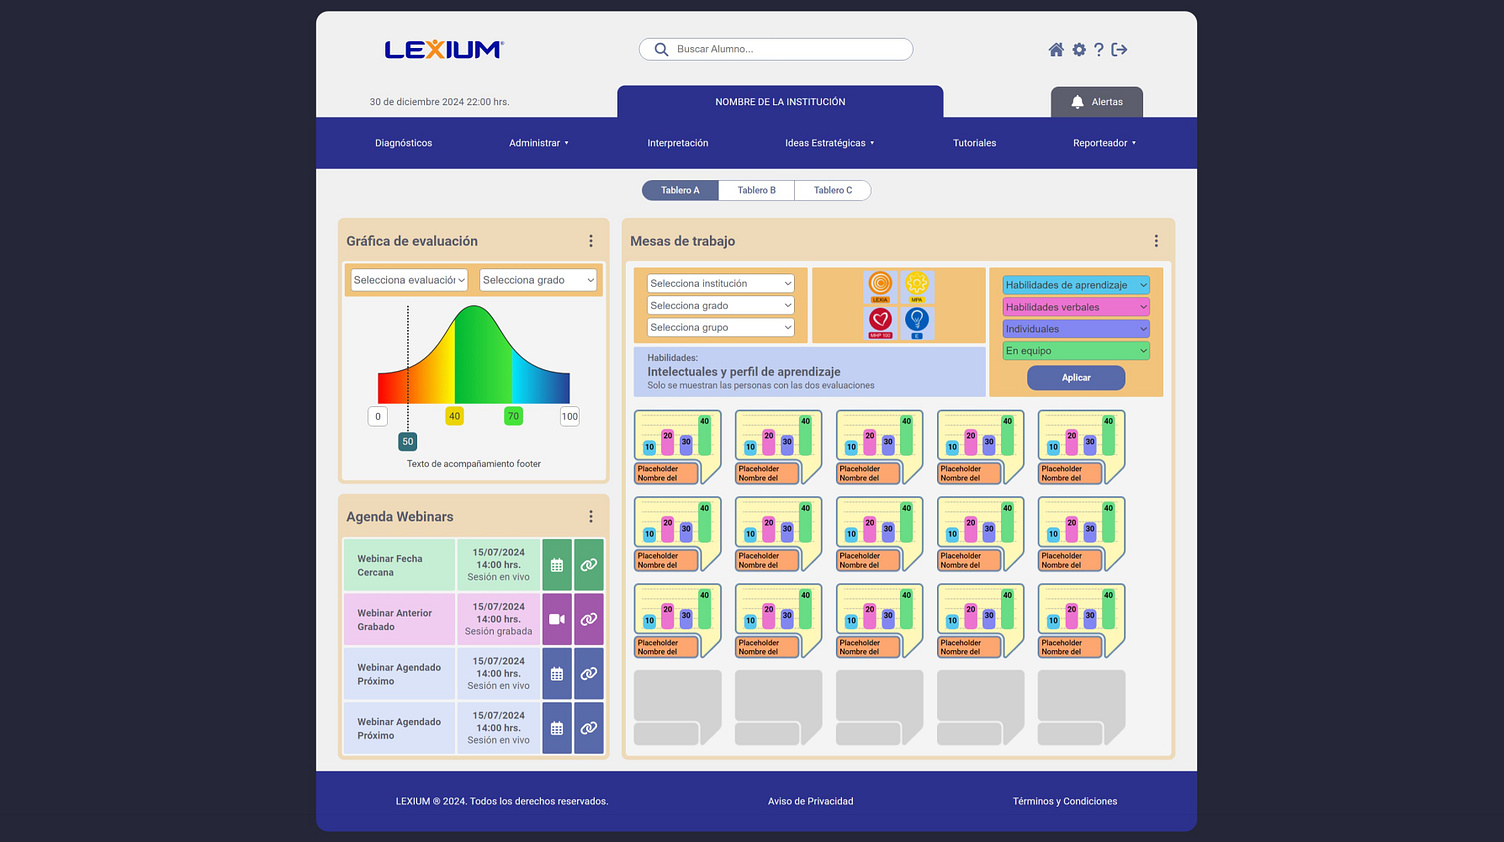 LEXIUM®
Buscar Alumno...
30 de diciembre 2024 22:00 hrs.
NOMBRE DE LA INSTITUCIÓN
Alertas
Diagnósticos
Administrar
Interpretación
Ideas Estratégicas
Tutoriales
Reporteador
Tablero A
Tablero B
Tablero C
Gráfica de evaluación
Selecciona evaluación
Selecciona grado
0
40
70
100
50
Texto de acompañamiento footer
Agenda Webinars
Webinar Fecha
Cercana
15/07/2024
14:00 hrs.
Sesión en vivo
Webinar Anterior
Grabado
15/07/2024
14:00 hrs.
Sesión grabada
Webinar Agendado
Próximo
15/07/2024
14:00 hrs.
Sesión en vivo
Webinar Agendado
Próximo
15/07/2024
14:00 hrs.
Sesión en vivo
Mesas de trabajo
Selecciona institución
Selecciona grado
Selecciona grupo
LEXIA
MPA
MHP 100
E
Habilidades de aprendizaje
Habilidades verbales
Individuales
En equipo
Aplicar
Habilidades:
Intelectuales y perfil de aprendizaje
Solo se muestran las personas con las dos evaluaciones
10 20 30 40
Placeholder
Nombre del
10 20 30 40
Placeholder
Nombre del
10 20 30 40
Placeholder
Nombre del
10 20 30 40
Placeholder
Nombre del
10 20 30 40
Placeholder
Nombre del
10 20 30 40
Placeholder
Nombre del
10 20 30 40
Placeholder
Nombre del
10 20 30 40
Placeholder
Nombre del
10 20 30 40
Placeholder
Nombre del
10 20 30 40
Placeholder
Nombre del
10 20 30 40
Placeholder
Nombre del
10 20 30 40
Placeholder
Nombre del
10 20 30 40
Placeholder
Nombre del
10 20 30 40
Placeholder
Nombre del
10 20 30 40
Placeholder
Nombre del
LEXIUM ® 2024. Todos los derechos reservados.
Aviso de Privacidad
Términos y Condiciones